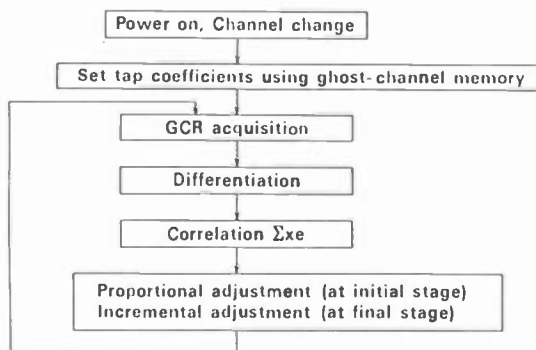 Power on, Channel change
Set tap coefficients using ghost-channel memory
GCR acquisition
Differentiation
Correlation Σxe
Proportional adjustment (at initial stage)
Incremental adjustment (at final stage)